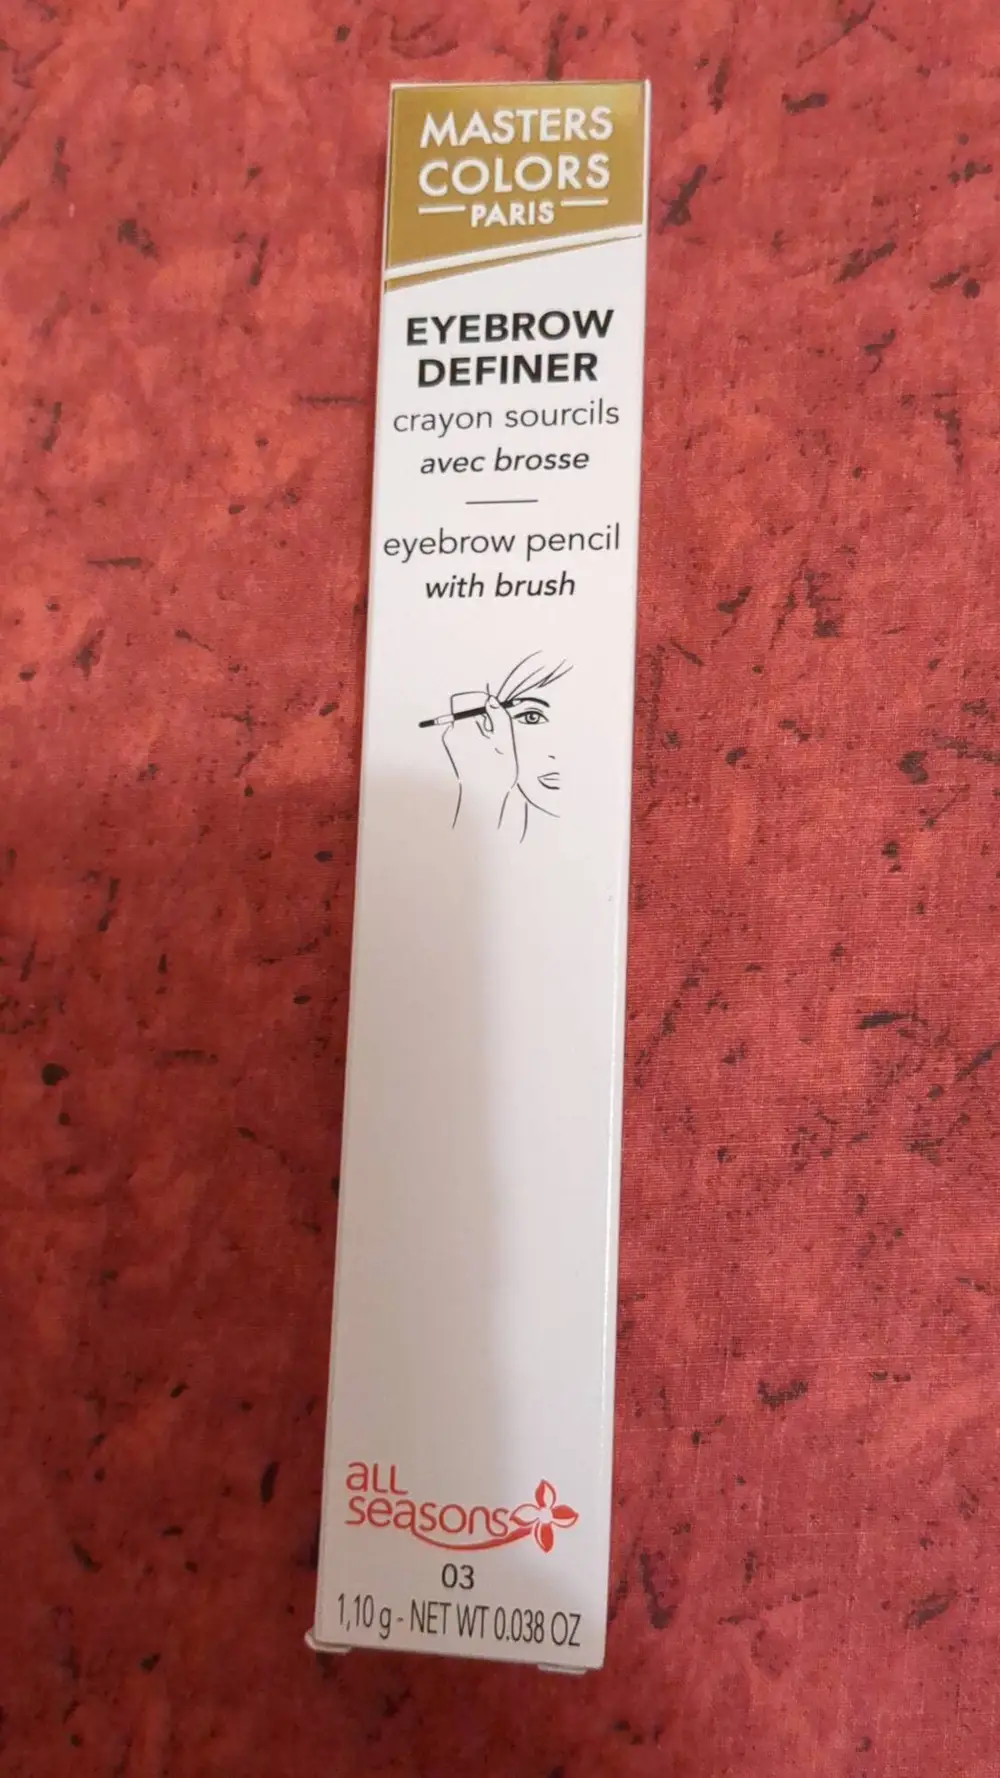 MASTERS
COLORS
PARIS
EYEBROW
DEFINER
crayon sourcils
avec brosse
eyebrow pencil
with brush
all
seasons
03
1,10 g - NET WT 0.038 OZ